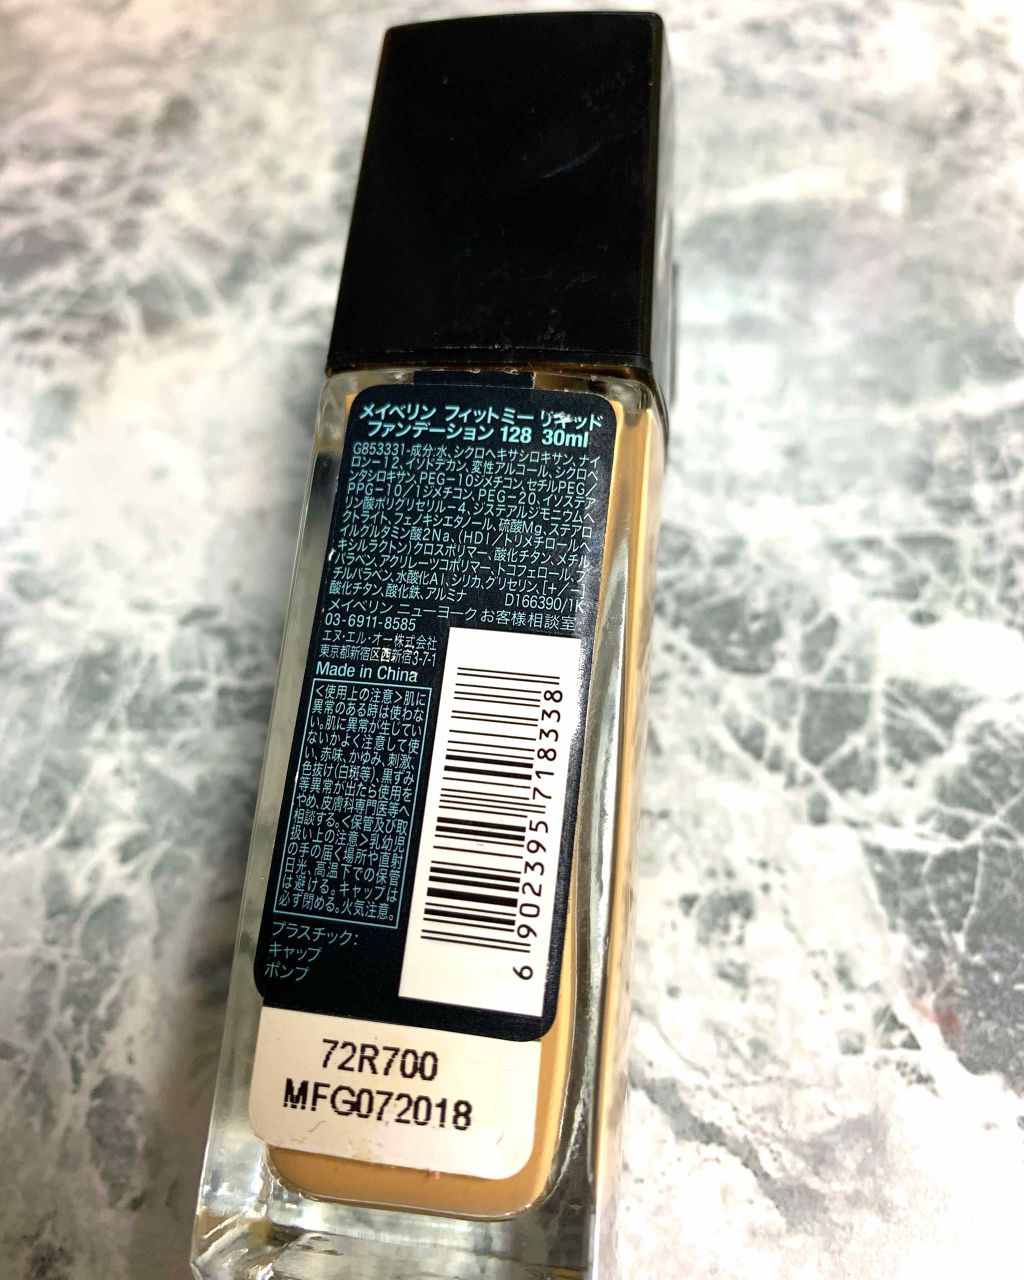 メイベリン フィットミー リキッド
ファンデーション 128 30ml
G853331-成分:水、シクロヘキサシロキサン、ナイ
ロン-12、イソドデカン、変性アルコール、シクロペ
ンタシロキサン、PEG-10ジメチコン、セチルPEG/
PPG-10/1ジメチコン、PEG-20、イソステア
リン酸ポリグリセリル-4、ジステアルジモニウムヘ
クトライト、フェノキシエタノール、硫酸Mg、ステアロ
イルグルタミン酸2Na、(HDI/トリメチロールヘ
キシルラクトン)クロスポリマー、酸化チタン、メチル
パラベン、アクリレーツコポリマー、トコフェロール、ブ
チルパラベン、水酸化Al、シリカ、グリセリン、[+/-]
酸化チタン、酸化鉄、アルミナ D166390/1K
メイベリン ニューヨークお客様相談室
03-6911-8585
エヌ・エル・オー株式会社
東京都新宿区西新宿3-7-1
Made in China
<使用上の注意>肌に
異常のある時は使わな
い。肌に異常が生じてい
ないかよく注意して使
い、赤味、かゆみ、刺激、
色抜け(白斑等)、黒ずみ
等異常が出たら使用を
やめ、皮膚科専門医等へ
相談する。<保管及び取
扱い上の注意>乳幼児
の手の届く場所や直射
日光、高温下での保管
は避ける。キャップは
必ず閉める。火気注意。
プラスチック:
キャップ
ポンプ
6 902395 718338
72R700
MFG072018